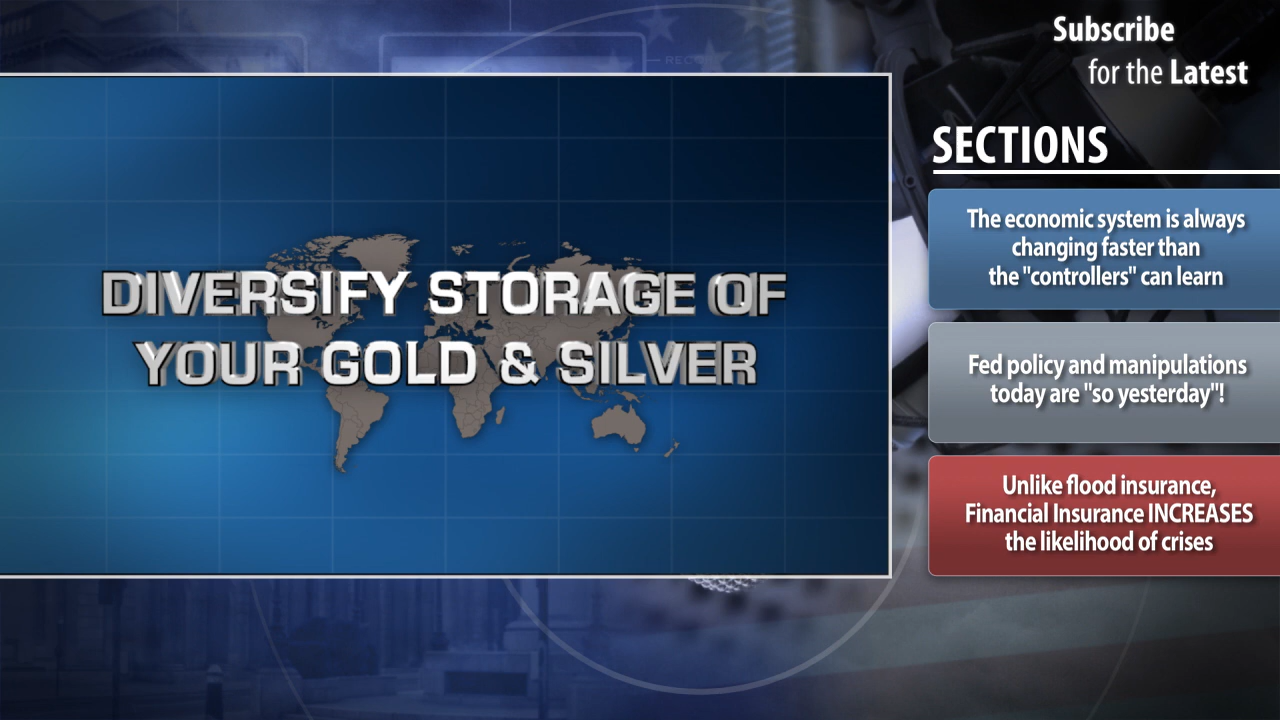 Subscribe
for the Latest
DIVERSIFY STORAGE OF
YOUR GOLD & SILVER
SECTIONS
The economic system is always
changing faster than
the "controllers" can learn
Fed policy and manipulations
today are "so yesterday"!
Unlike flood insurance,
Financial Insurance INCREASES
the likelihood of crises